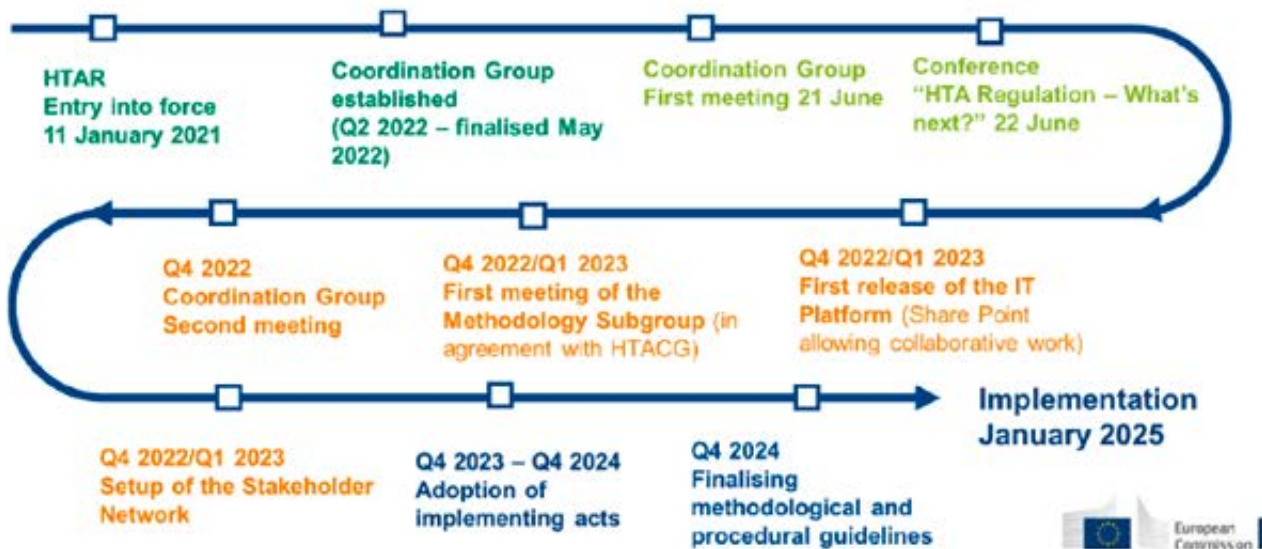 HTAR
Entry into force
11 January 2021
Coordination Group
established
(Q2 2022 – finalised May
2022)
Coordination Group
First meeting 21 June
Conference
“HTA Regulation – What's
next?” 22 June
Q4 2022
Coordination Group
Second meeting
Q4 2022/Q1 2023
First meeting of the
Methodology Subgroup (in
agreement with HTACG)
Q4 2022/Q1 2023
First release of the IT
Platform (Share Point
allowing collaborative work)
Q4 2022/Q1 2023
Setup of the Stakeholder
Network
Q4 2023 – Q4 2024
Adoption of
implementing acts
Q4 2024
Finalising
methodological and
procedural guidelines
Implementation
January 2025
European
Commission